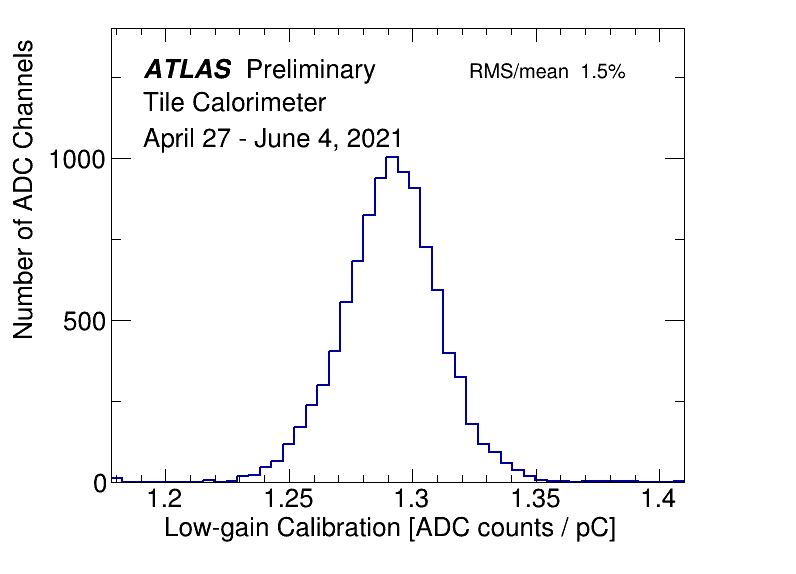 ATLAS Preliminary
RMS/mean 1.5%
Tile Calorimeter
April 27 - June 4, 2021
Number of ADC Channels
1000
500
0
1.2 1.25 1.3 1.35 1.4
Low-gain Calibration [ADC counts / pC]